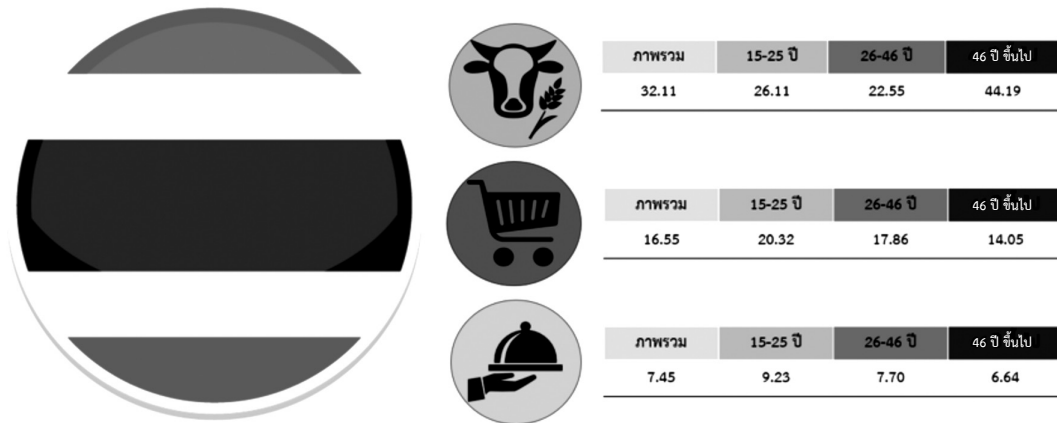 ภาพรวม 15-25 ปี 26-46 ปี 46 ปี ขึ้นไป
32.11 26.11 22.55 44.19
ภาพรวม 15-25 ปี 26-46 ปี 46 ปี ขึ้นไป
16.55 20.32 17.86 14.05
ภาพรวม 15-25 ปี 26-46 ปี 46 ปี ขึ้นไป
7.45 9.23 7.70 6.64